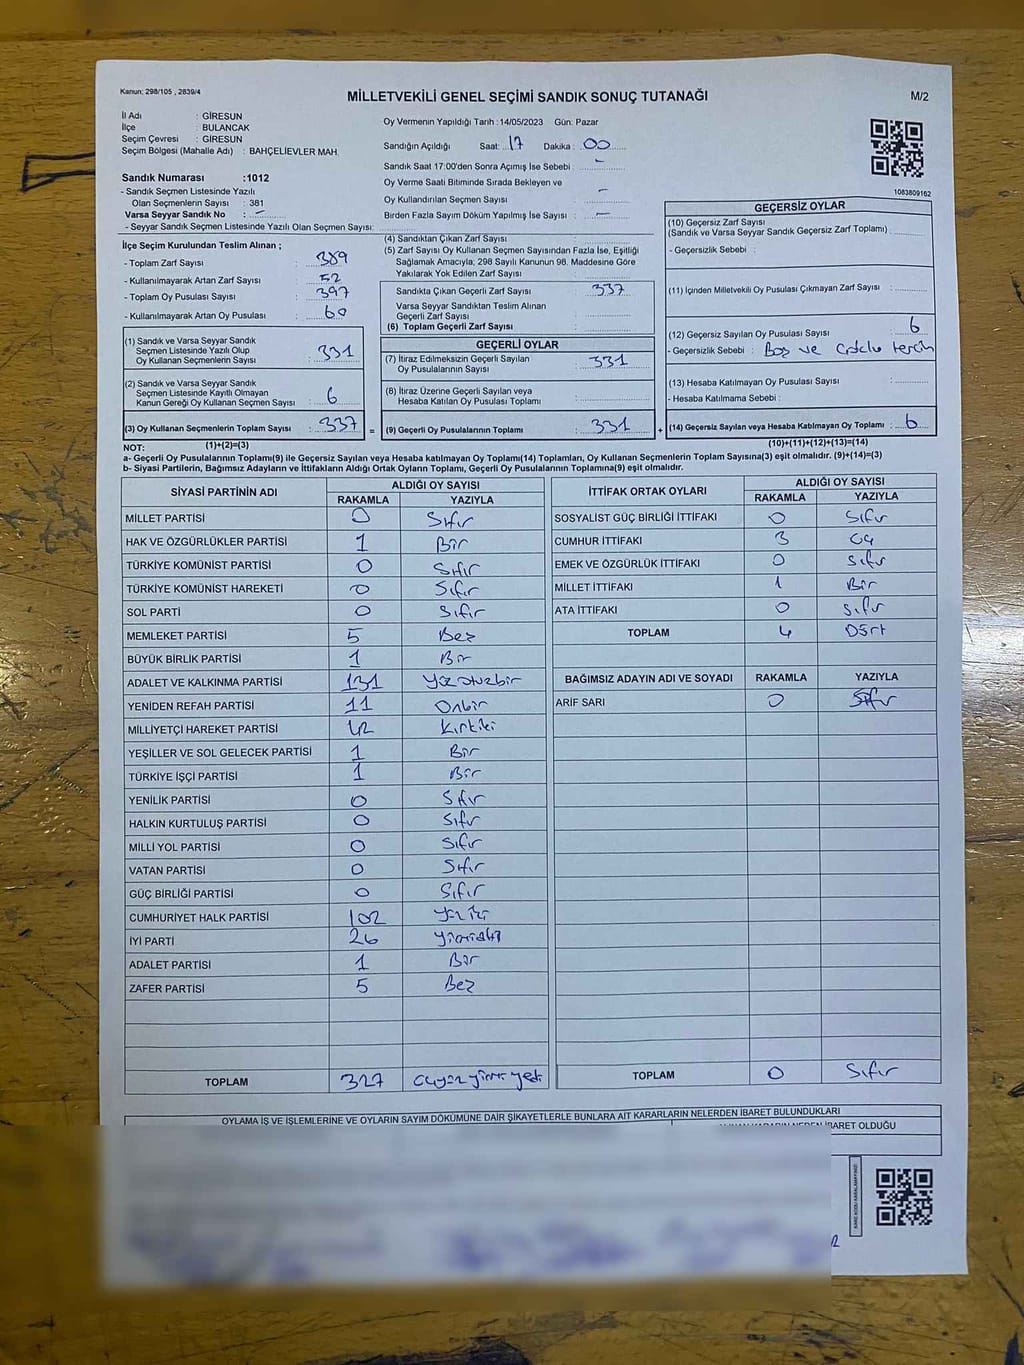 Kanun: 298/105 , 2839/4
MİLLETVEKİLİ GENEL SEÇİMİ SANDIK SONUÇ TUTANAĞI
M/2
İl Adı : GİRESUN
İlçe : BULANCAK
Seçim Çevresi : GİRESUN
Seçim Bölgesi (Mahalle Adı) : BAHÇELİEVLER MAH.
Sandık Numarası :1012
- Sandık Seçmen Listesinde Yazılı
Olan Seçmenlerin Sayısı : 381
Varsa Seyyar Sandık No : -
- Seyyar Sandık Seçmen Listesinde Yazılı Olan Seçmen Sayısı:
Oy Vermenin Yapıldığı Tarih : 14/05/2023 Gün: Pazar
Sandığın Açıldığı Saat: 17 Dakika : 00
Sandık Saat 17:00'den Sonra Açımış İse Sebebi : -
Oy Verme Saati Bitiminde Sırada Bekleyen ve
Oy Kullandırılan Seçmen Sayısı : -
Birden Fazla Sayım Döküm Yapılmış İse Sayısı : -
1083809162
İlçe Seçim Kurulundan Teslim Alınan ;
- Toplam Zarf Sayısı : 389
- Kullanılmayarak Artan Zarf Sayısı : 52
- Toplam Oy Pusulası Sayısı : 397
- Kullanılmayarak Artan Oy Pusulası : 60
(1) Sandık ve Varsa Seyyar Sandık
Seçmen Listesinde Yazılı Olup
Oy Kullanan Seçmenlerin Sayısı : 331
(2) Sandık ve Varsa Seyyar Sandık
Seçmen Listesinde Kayıtlı Olmayan
Kanun Gereği Oy Kullanan Seçmen Sayısı : 6
(3) Oy Kullanan Seçmenlerin Toplam Sayısı : 337
(1)+(2)=(3)
(4) Sandıktan Çıkan Zarf Sayısı :
(5) Zarf Sayısı Oy Kullanan Seçmen Sayısından Fazla İse, Eşitliği
Sağlamak Amacıyla; 298 Sayılı Kanunun 98. Maddesine Göre
Yakılarak Yok Edilen Zarf Sayısı :
Sandıkta Çıkan Geçerli Zarf Sayısı : 337
Varsa Seyyar Sandıktan Teslim Alınan
Geçerli Zarf Sayısı :
(6) Toplam Geçerli Zarf Sayısı :
GEÇERLİ OYLAR
(7) İtiraz Edilmeksizin Geçerli Sayılan
Oy Pusulalarının Sayısı : 331
(8) İtiraz Üzerine Geçerli Sayılan veya
Hesaba Katılan Oy Pusulası Toplamı :
= (9) Geçerli Oy Pusulalarının Toplamı : 331
GEÇERSİZ OYLAR
(10) Geçersiz Zarf Sayısı
(Sandık ve Varsa Seyyar Sandık Geçersiz Zarf Toplamı) :
- Geçersizlik Sebebi :
(11) İçinden Milletvekili Oy Pusulası Çıkmayan Zarf Sayısı :
(12) Geçersiz Sayılan Oy Pusulası Sayısı : 6
- Geçersizlik Sebebi : Boş ve
(13) Hesaba Katılmayan Oy Pusulası Sayısı :
- Hesaba Katılmama Sebebi :
+ (14) Geçersiz Sayılan veya Hesaba Katılmayan Oy Toplamı : 6
(10)+(11)+(12)+(13)=(14)
NOT:
a- Geçerli Oy Pusulalarının Toplamı(9) ile Geçersiz Sayılan veya Hesaba katılmayan Oy Toplamı(14) Toplamları, Oy Kullanan Seçmenlerin Toplam Sayısına(3) eşit olmalıdır. (9)+(14)=(3)
b- Siyasi Partilerin, Bağımsız Adayların ve İttifakların Aldığı Ortak Oyların Toplamı, Geçerli Oy Pusulalarının Toplamına(9) eşit olmalıdır.
SİYASİ PARTİNİN ADI ALDIĞI OY SAYISI
RAKAMLA YAZIYLA
MİLLET PARTİSİ 0 Sıfır
HAK VE ÖZGÜRLÜKLER PARTİSİ 1 Bir
TÜRKİYE KOMÜNİST PARTİSİ 0 Sıfır
TÜRKİYE KOMÜNİST HAREKETİ 0 Sıfır
SOL PARTİ 0 Sıfır
MEMLEKET PARTİSİ 5 Beş
BÜYÜK BİRLİK PARTİSİ 1 Bir
ADALET VE KALKINMA PARTİSİ 131 Yüzotuzbir
YENİDEN REFAH PARTİSİ 11 Onbir
MİLLİYETÇİ HAREKET PARTİSİ 42 Kırkiki
YEŞİLLER VE SOL GELECEK PARTİSİ 1 Bir
TÜRKİYE İŞÇİ PARTİSİ 1 Bir
YENİLİK PARTİSİ 0 Sıfır
HALKIN KURTULUŞ PARTİSİ 0 Sıfır
MİLLİ YOL PARTİSİ 0 Sıfır
VATAN PARTİSİ 0 Sıfır
GÜÇ BİRLİĞİ PARTİSİ 0 Sıfır
CUMHURİYET HALK PARTİSİ 102 Yüziki
İYİ PARTİ 26 Yirmialtı
ADALET PARTİSİ 1 Bir
ZAFER PARTİSİ 5 Beş
TOPLAM 327 Üçyüzyirmiyedi
İTTİFAK ORTAK OYLARI ALDIĞI OY SAYISI
RAKAMLA YAZIYLA
SOSYALİST GÜÇ BİRLİĞİ İTTİFAKI 0 Sıfır
CUMHUR İTTİFAKI 3 Üç
EMEK VE ÖZGÜRLÜK İTTİFAKI 0 Sıfır
MİLLET İTTİFAKI 1 Bir
ATA İTTİFAKI 0 Sıfır
TOPLAM 4 Dört
BAĞIMSIZ ADAYIN ADI VE SOYADI RAKAMLA YAZIYLA
ARİF SARI 0 Sıfır
TOPLAM 0 Sıfır
OYLAMA İŞ VE İŞLEMLERİNE VE OYLARIN SAYIM DÖKÜMÜNE DAİR ŞİKAYETLERLE BUNLARA AİT KARARLARIN NELERDEN İBARET BULUNDUKLARI
İBARET OLDUĞU